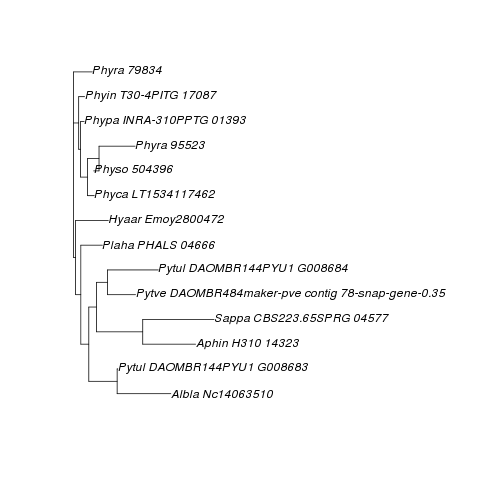 Phyra 79834
Phyin T30-4PITG 17087
Phypa INRA-310PPTG 01393
Phyra 95523
Physo 504396
Phyca LT1534117462
Hyaar Emoy2800472
Plaha PHALS 04666
Pytul DAOMBR144PYU1 G008684
Pytve DAOMBR484maker-pve contig 78-snap-gene-0.35
Sappa CBS223.65SPRG 04577
Aphin H310 14323
Pytul DAOMBR144PYU1 G008683
Albla Nc14063510